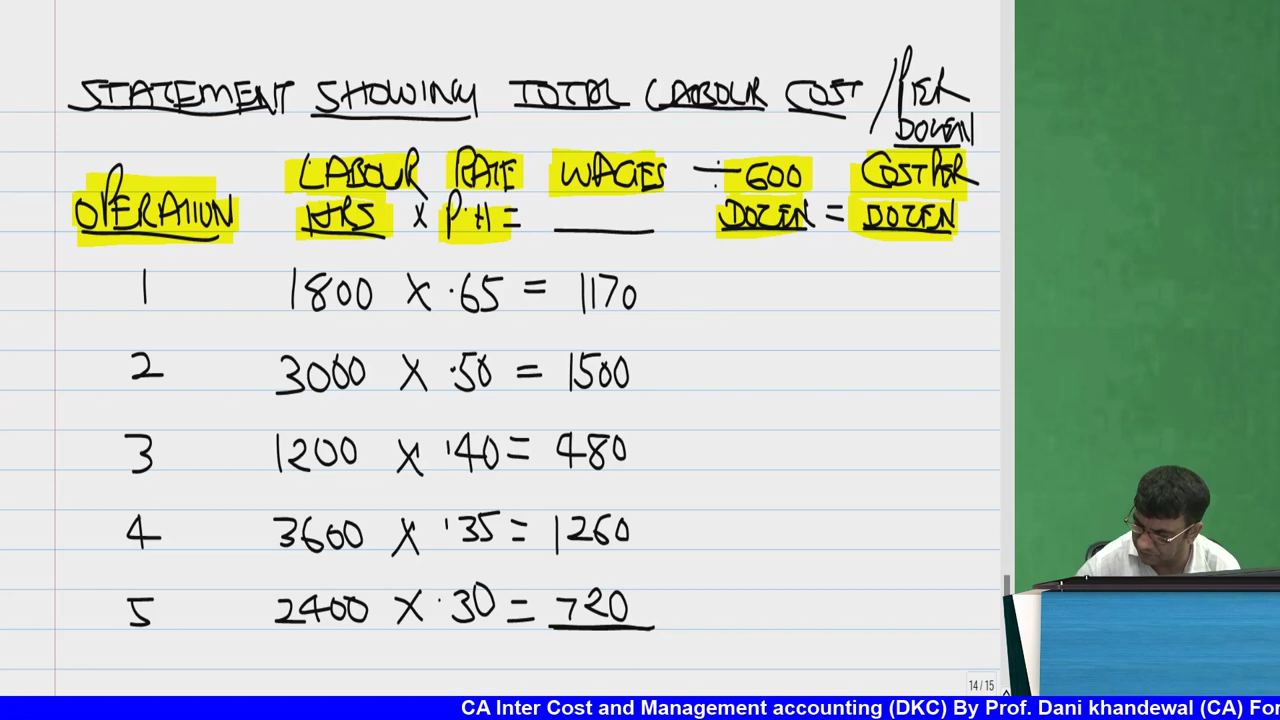 STATEMENT SHOWING TOTAL LABOUR COST / PER DOZEN
OPERATION LABOUR HRS × RATE P.H = WAGES ÷ 600 DOZEN = COST PER DOZEN
1 1800 × .65 = 1170
2 3000 × .50 = 1500
3 1200 × .40 = 480
4 3600 × .35 = 1260
5 2400 × .30 = 720
14/15
CA Inter Cost and Management accounting (DKC) By Prof. Dani khandewal (CA) For